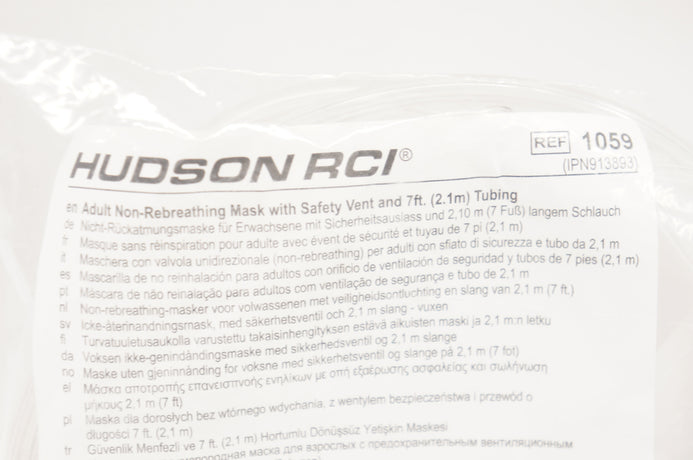 HUDSON RCI®
REF 1059
(IPN913893)
en Adult Non-Rebreathing Mask with Safety Vent and 7ft. (2.1m) Tubing
de Nicht-Rückatmungsmaske für Erwachsene mit Sicherheitsauslass und 2,10 m (7 Fuß) langem Schlauch
fr Masque sans réinspiration pour adulte avec évent de sécurité et tuyau de 7 pi (2,1 m)
it Maschera con valvola unidirezionale (non-rebreathing) per adulti con sfiato di sicurezza e tubo da 2,1 m
es Mascarilla de no reinhalación para adultos con orificio de ventilación de seguridad y tubos de 7 pies (2,1 m)
pt Máscara de não reinalação para adultos com ventilação de segurança e tubo de 2,1 m
nl Non-rebreathing-masker voor volwassenen met veiligheidsontluchting en slang van 2,1 m (7 ft.)
sv Icke-återinandningsmask, med säkerhetsventil och 2,1 m slang - vuxen
fi Turvatuuletusaukolla varustettu takaisinhengityksen estävä aikuisten maski ja 2,1 m:n letku
da Voksen ikke-genindåndingsmaske med sikkerhedsventil og 2,1 m slange
no Maske uten gjeninnånding for voksne med sikkerhetsventil og slange på 2,1 m (7 fot)
el Μάσκα αποτροπής επανεισπνοής ενηλίκων με οπή εξαέρωσης ασφαλείας και σωλήνωση
μήκους 2,1 m (7 ft)
pl Maska dla dorosłych bez wtórnego wdychania, z wentylem bezpieczeństwa i przewód o
długości 7 ft. (2,1 m)
tr Güvenlik Menfezli ve 7 ft. (2,1 m) Hortumlu Dönüşsüz Yetişkin Maskesi
маска для взрослых с предохранительным вентиляционным